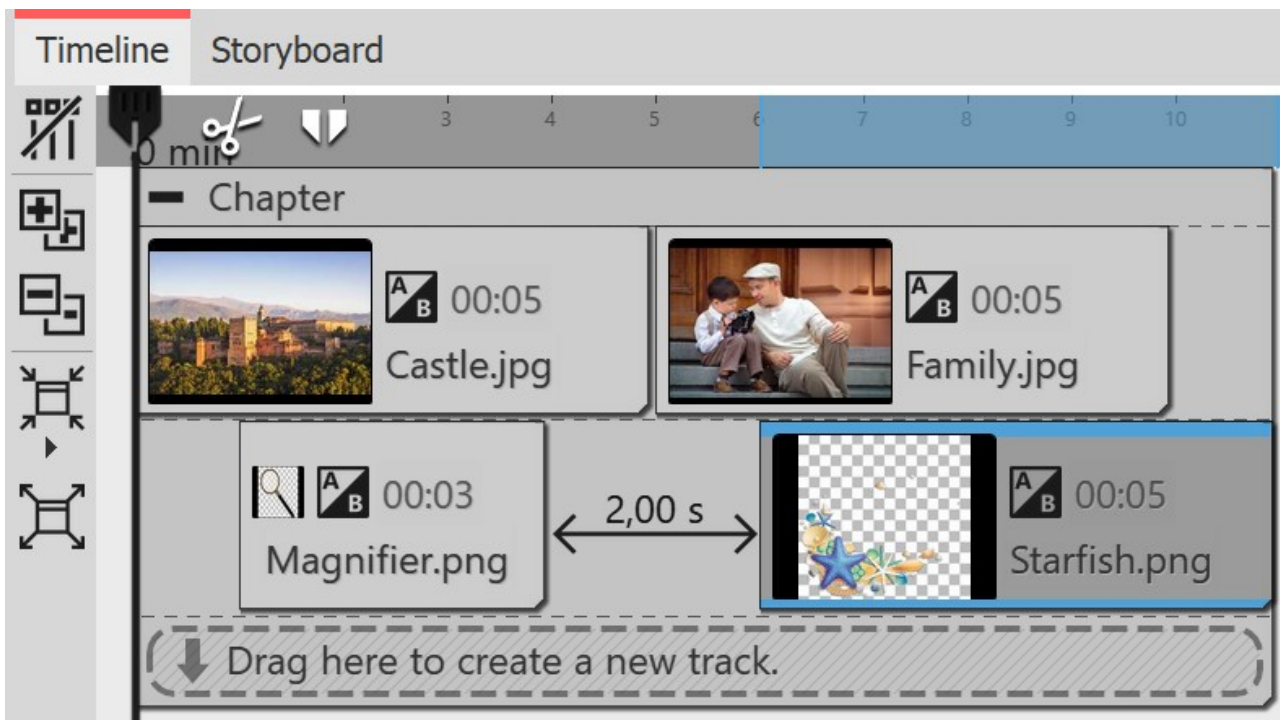 Timeline Storyboard
3 4 5 6 7 8 9 10
0 min
Chapter
A B 00:05
Castle.jpg
A B 00:05
Family.jpg
A B 00:03
Magnifier.png
2,00 s
A B 00:05
Starfish.png
Drag here to create a new track.